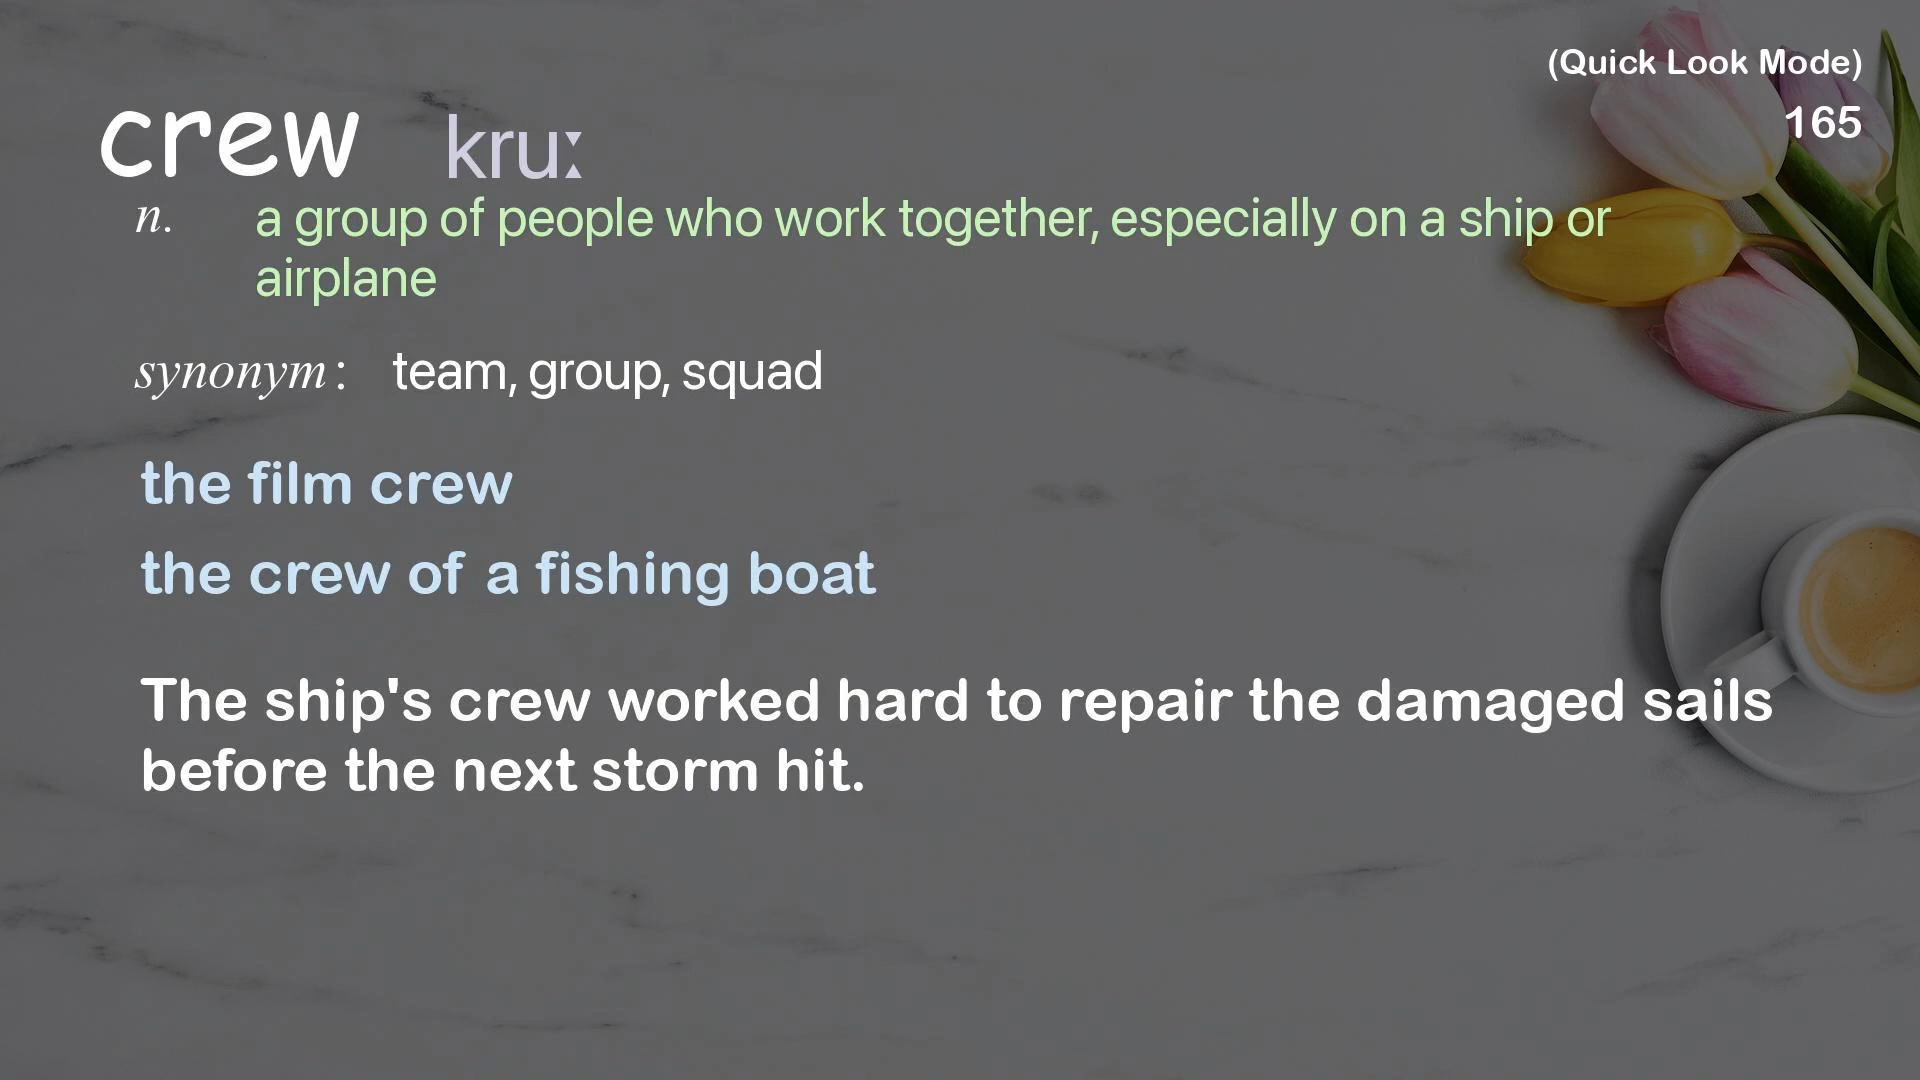 (Quick Look Mode)
165
crew kruː
n. a group of people who work together, especially on a ship or
airplane
synonym: team, group, squad
the film crew
the crew of a fishing boat
The ship's crew worked hard to repair the damaged sails
before the next storm hit.